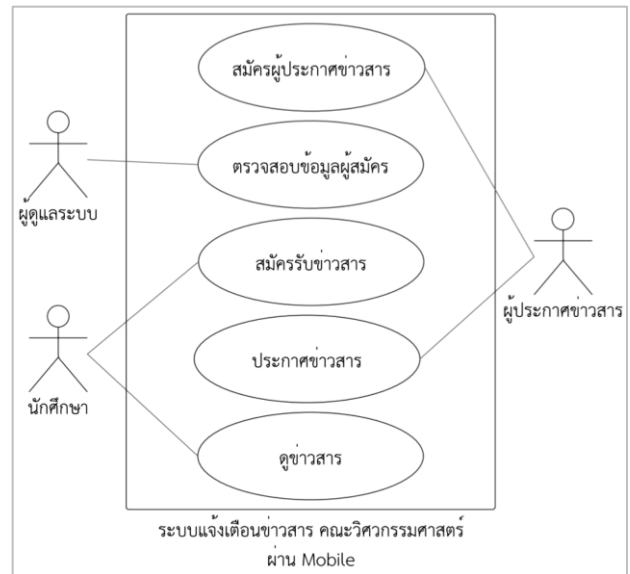 สมัครผู้ประกาศข่าวสาร
ตรวจสอบข้อมูลผู้สมัคร
ผู้ดูแลระบบ
สมัครรับข่าวสาร
ผู้ประกาศข่าวสาร
ประกาศข่าวสาร
นักศึกษา
ดูข่าวสาร
ระบบแจ้งเตือนข่าวสาร คณะวิศวกรรมศาสตร์
ผ่าน Mobile